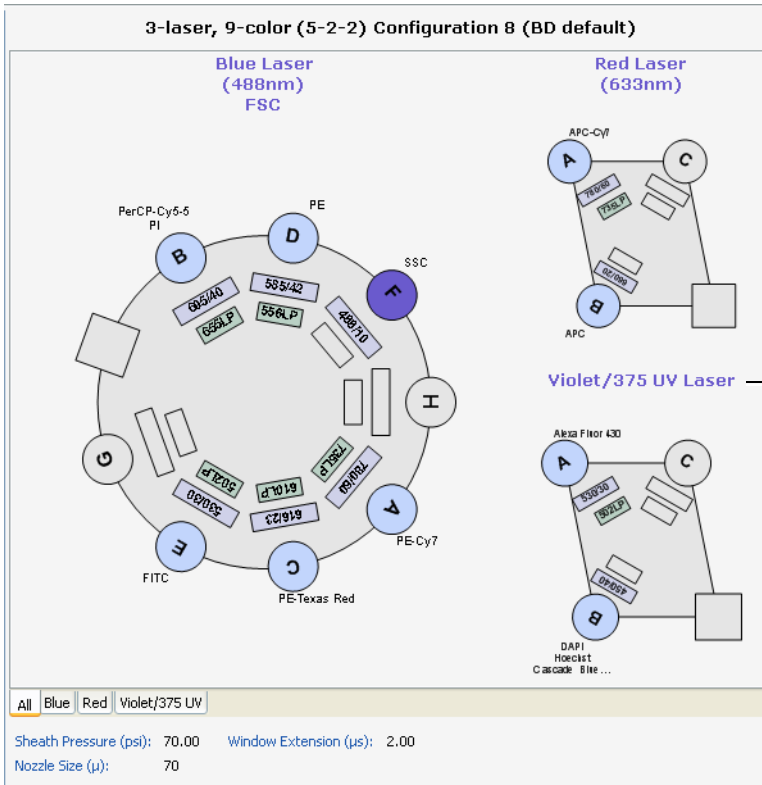 3-laser, 9-color (5-2-2) Configuration 8 (BD default)
Blue Laser
(488nm)
FSC
PerCP-Cy5-5
PI
PE
SSC
B
D
F
695/40
655LP
585/42
556LP
488/10
H
G
502LP
530/30
610LP
616/23
735LP
780/60
E
C
A
FITC
PE-Texas Red
PE-Cy7
Red Laser
(633nm)
APC-Cy7
A
C
780/60
735LP
660/20
B
APC
Violet/375 UV Laser
Alexa Fluor 430
A
C
530/30
502LP
450/40
B
DAPI
Hoechst
Cascade Blue ...
All Blue Red Violet/375 UV
Sheath Pressure (psi): 70.00 Window Extension (µs): 2.00
Nozzle Size (µ): 70